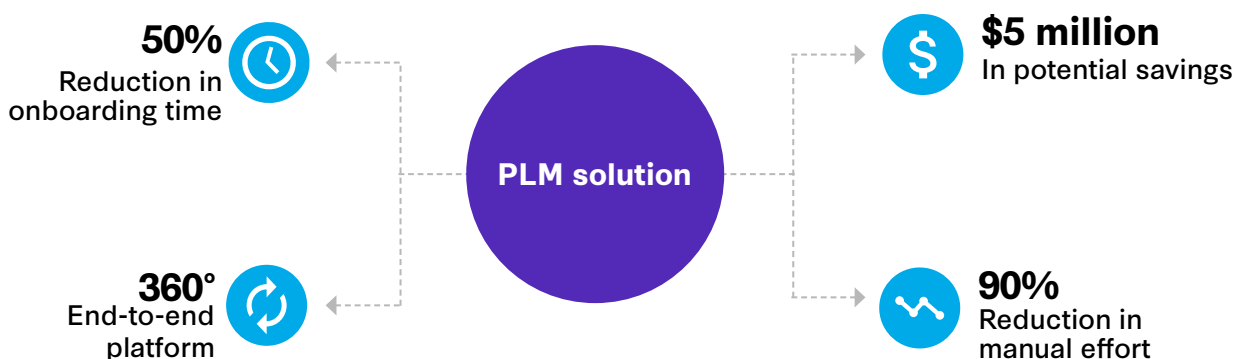 50%
Reduction in
onboarding time
$5 million
In potential savings
PLM solution
360°
End-to-end
platform
90%
Reduction in
manual effort